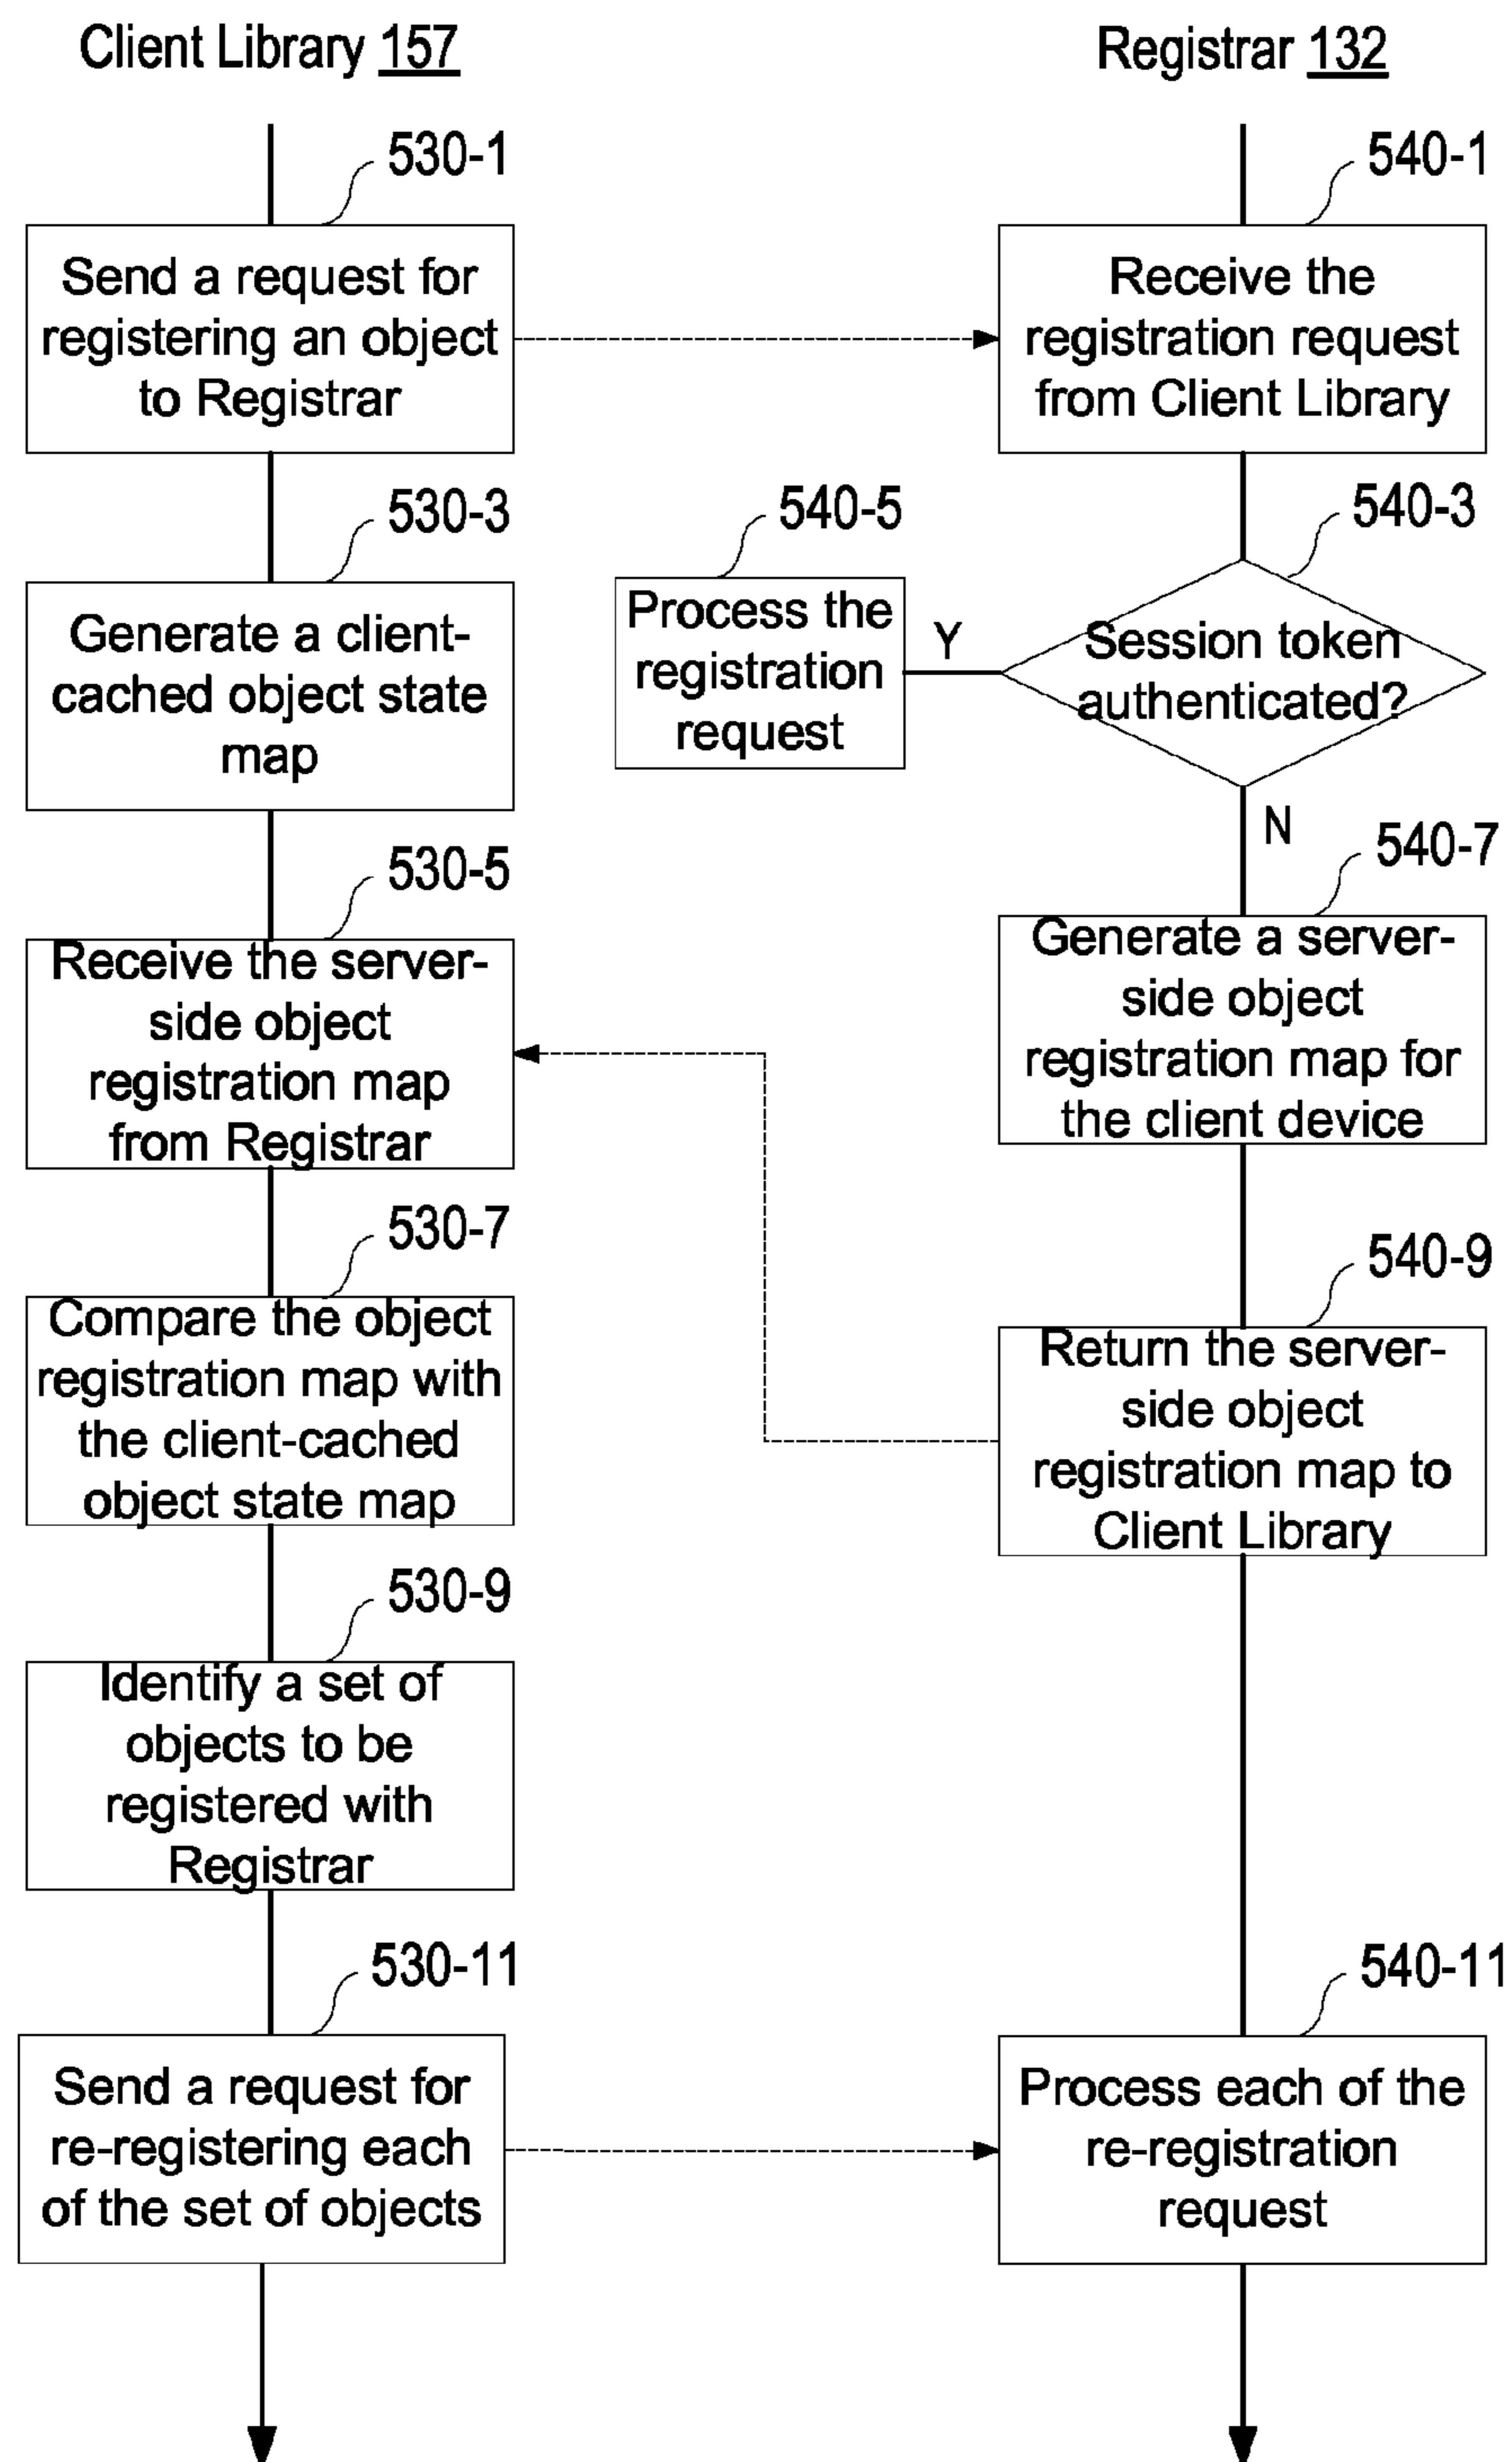 Client Library 157
Registrar 132
530-1
540-1
Send a request for
registering an object
to Registrar
Receive the
registration request
from Client Library
530-3
540-5
540-3
Generate a client-
cached object state
map
Process the
registration
request
Y
Session token
authenticated?
N
530-5
540-7
Receive the server-
side object
registration map
from Registrar
Generate a server-
side object
registration map for
the client device
530-7
540-9
Compare the object
registration map with
the client-cached
object state map
Return the server-
side object
registration map to
Client Library
530-9
Identify a set of
objects to be
registered with
Registrar
530-11
540-11
Send a request for
re-registering each
of the set of objects
Process each of the
re-registration
request